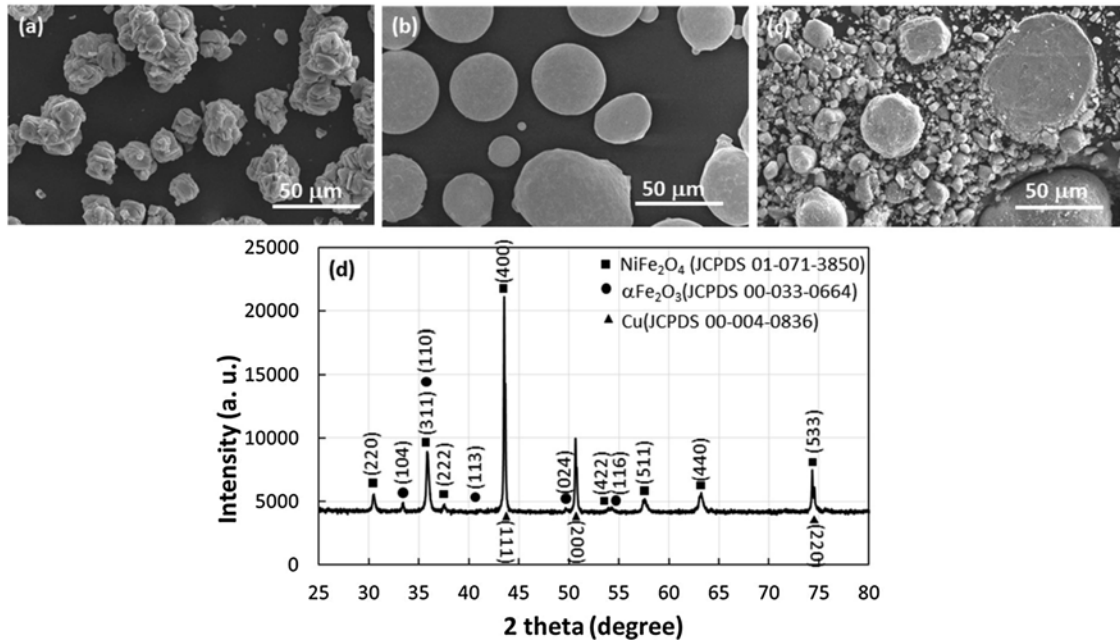 (a)
50 µm
(b)
50 µm
(c)
50 µm
(d)
NiFe₂O₄ (JCPDS 01-071-3850)
αFe₂O₃(JCPDS 00-033-0664)
Cu(JCPDS 00-004-0836)
25000
20000
15000
10000
5000
0
Intensity (a. u.)
(220)
(104)
(311)
(110)
(222)
(113)
(400)
(111)
(024)
(200)
(422)
(116)
(511)
(440)
(533)
(220)
25 30 35 40 45 50 55 60 65 70 75 80
2 theta (degree)